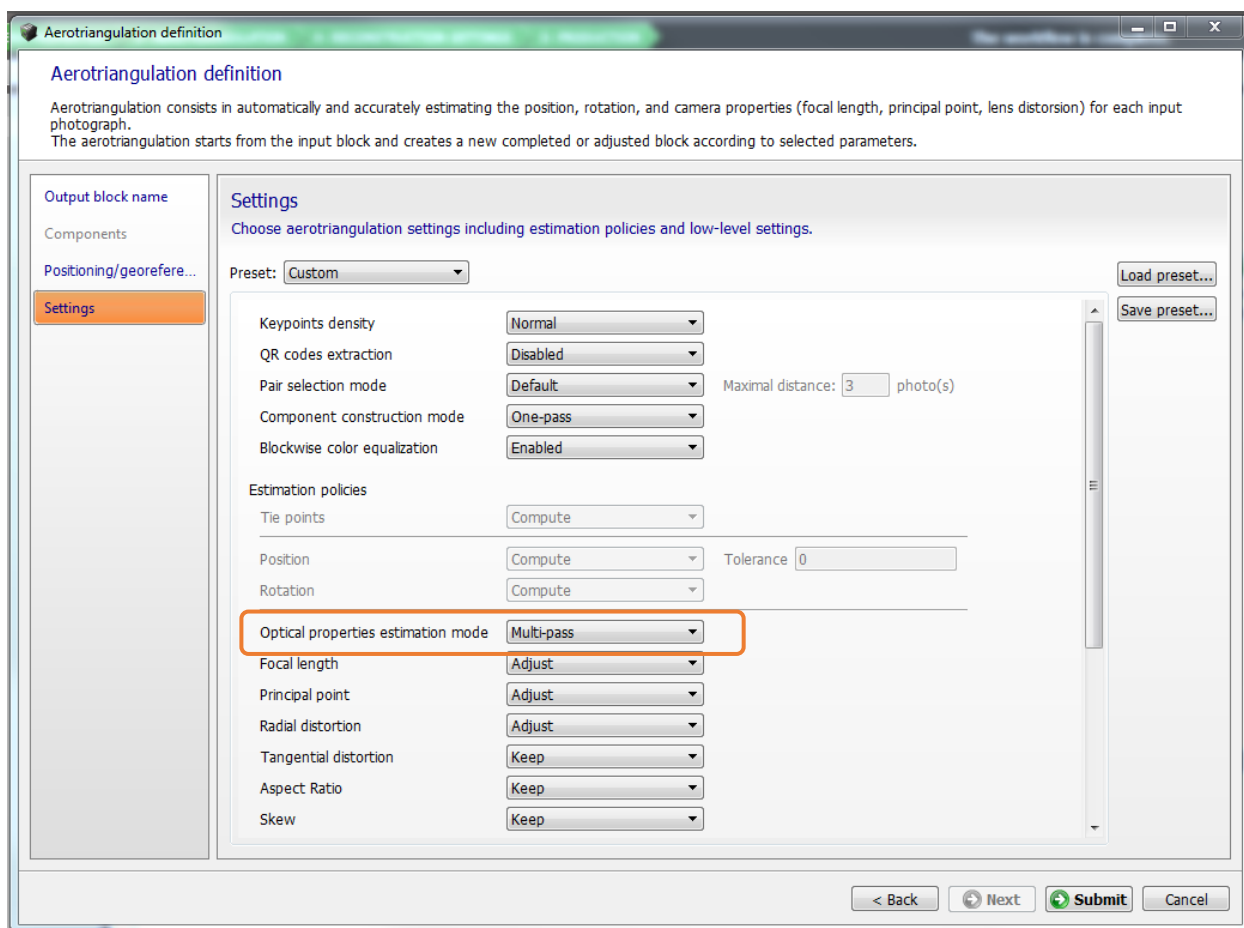 Aerotriangulation definition
Aerotriangulation definition
Aerotriangulation consists in automatically and accurately estimating the position, rotation, and camera properties (focal length, principal point, lens distorsion) for each input
photograph.
The aerotriangulation starts from the input block and creates a new completed or adjusted block according to selected parameters.
Output block name
Components
Positioning/georefere...
Settings
Settings
Choose aerotriangulation settings including estimation policies and low-level settings.
Preset: Custom
Load preset...
Save preset...
Keypoints density Normal
QR codes extraction Disabled
Pair selection mode Default Maximal distance: 3 photo(s)
Component construction mode One-pass
Blockwise color equalization Enabled
Estimation policies
Tie points Compute
Position Compute Tolerance 0
Rotation Compute
Optical properties estimation mode Multi-pass
Focal length Adjust
Principal point Adjust
Radial distortion Adjust
Tangential distortion Keep
Aspect Ratio Keep
Skew Keep
< Back Next Submit Cancel